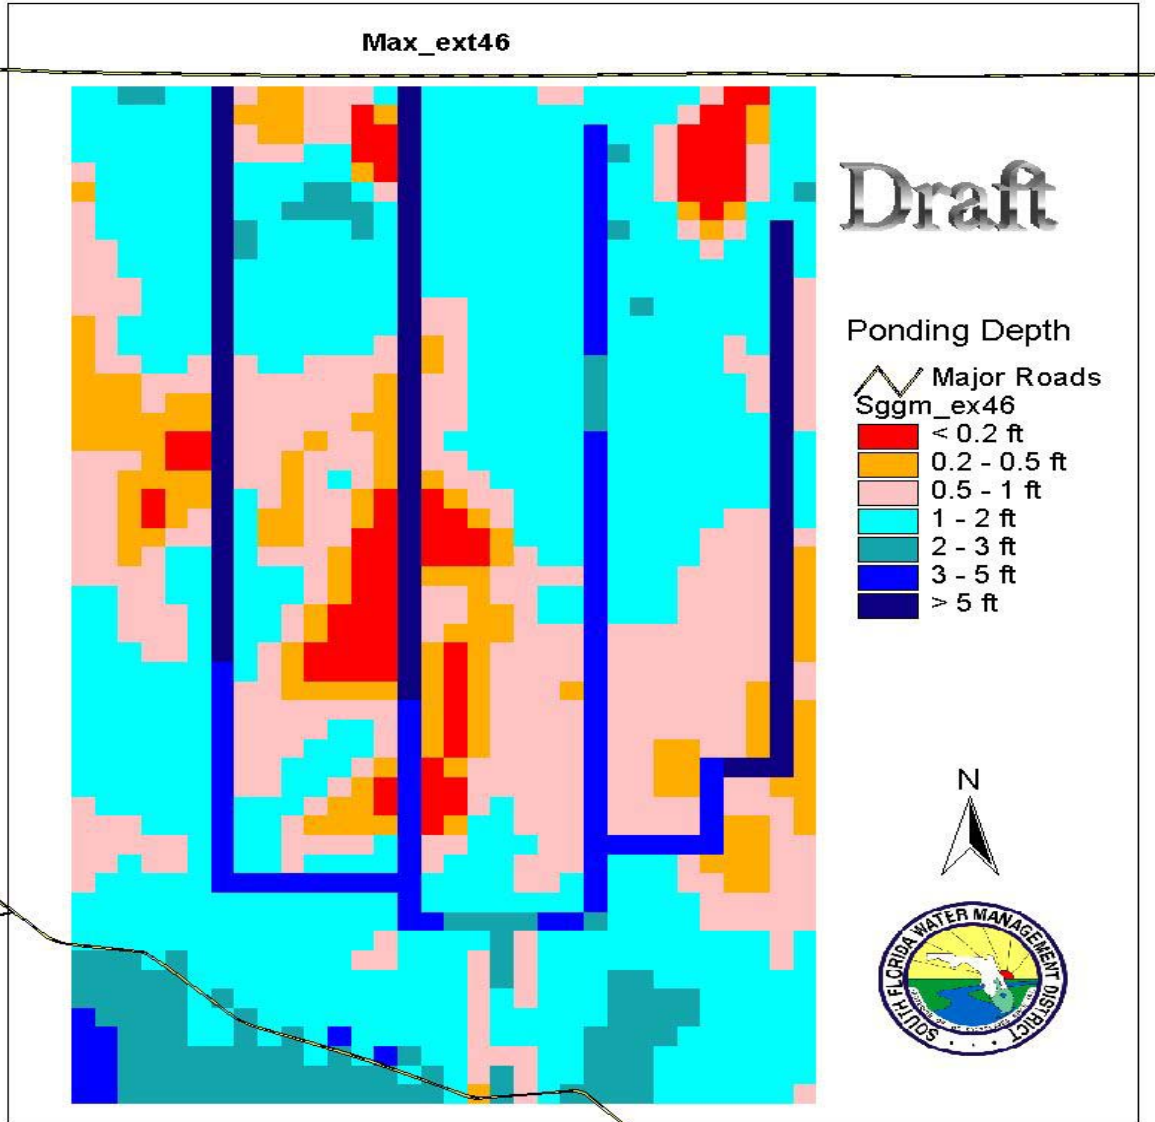 Max_ext46
Draft
Ponding Depth
Major Roads
Sggm_ex46
< 0.2 ft
0.2 - 0.5 ft
0.5 - 1 ft
1 - 2 ft
2 - 3 ft
3 - 5 ft
> 5 ft
N
SOUTH FLORIDA WATER MANAGEMENT DISTRICT